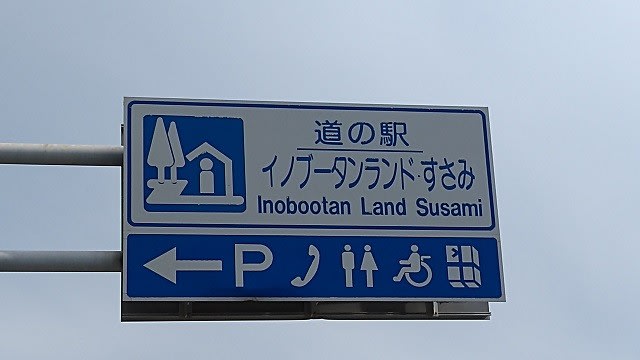 道の駅
イノブータンランド・すさみ
Inobootan Land Susami
P